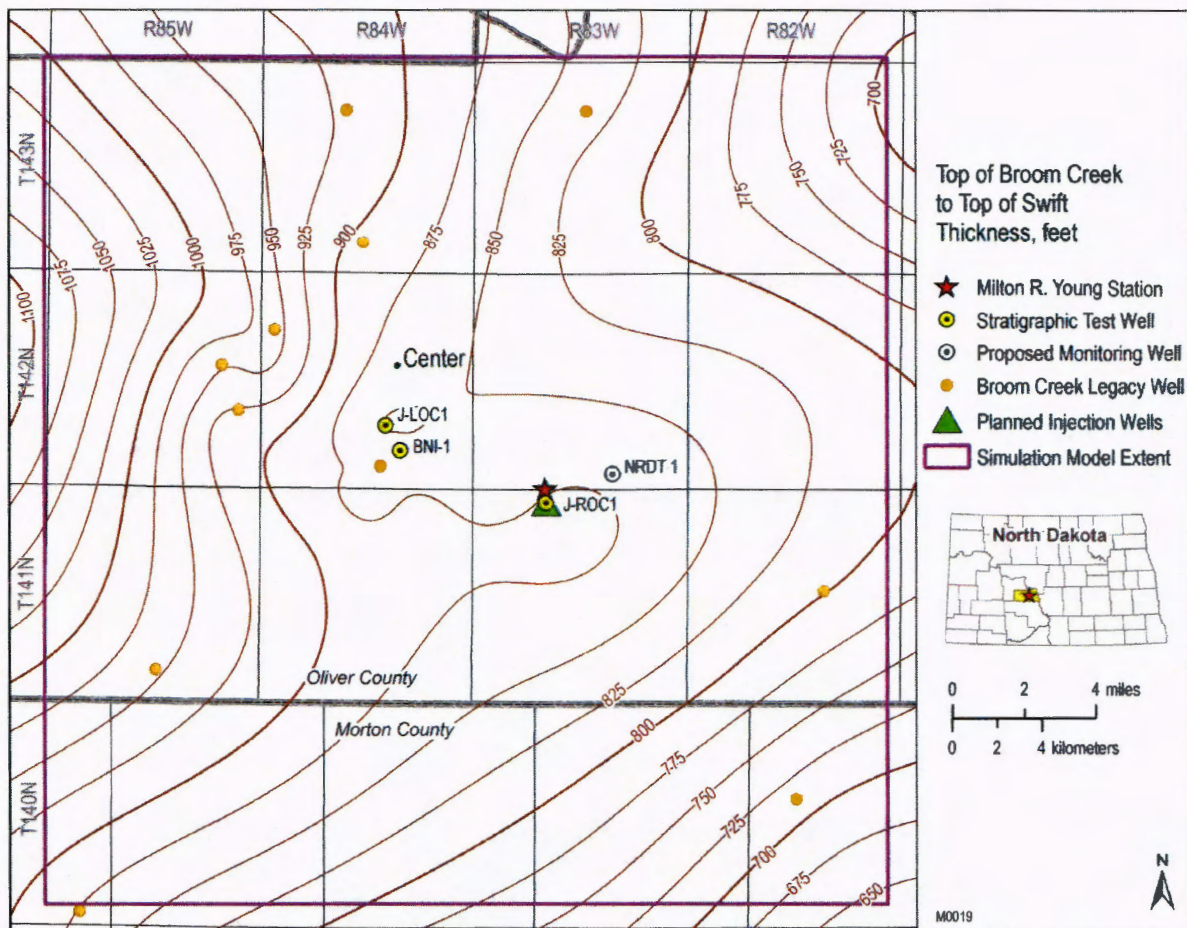 R85W
R84W
R83W
R82W
T143N
T142N
T141N
T140N
1100
1075
1050
1025
1000
975
950
925
900
875
850
825
800
775
750
725
700
Center
J-LOC1
BNI-1
NRDT 1
J-ROC1
Oliver County
Morton County
825
800
775
750
725
700
675
650
Top of Broom Creek
to Top of Swift
Thickness, feet
Milton R. Young Station
Stratigraphic Test Well
Proposed Monitoring Well
Broom Creek Legacy Well
Planned Injection Wells
Simulation Model Extent
North Dakota
0 2 4 miles
0 2 4 kilometers
N
M0019